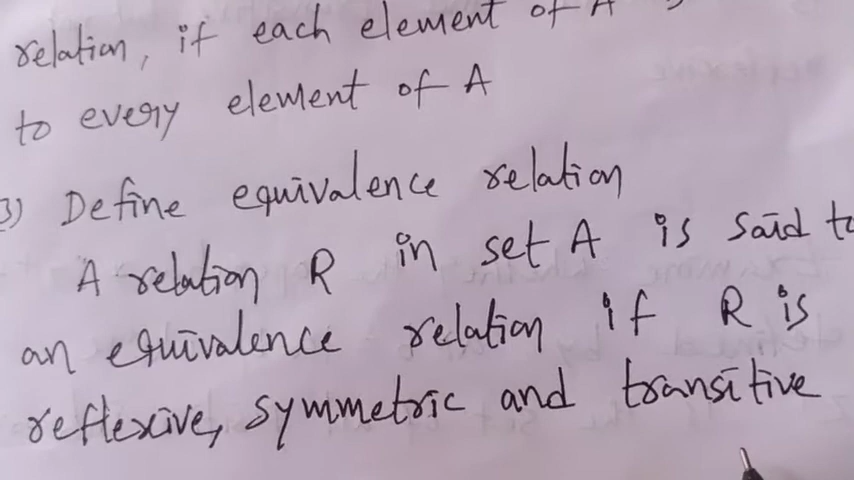 relation, if each element of A
to every element of A
3) Define equivalence relation
A relation R in set A is said to
an equivalence relation if R is
reflexive, symmetric and transitive